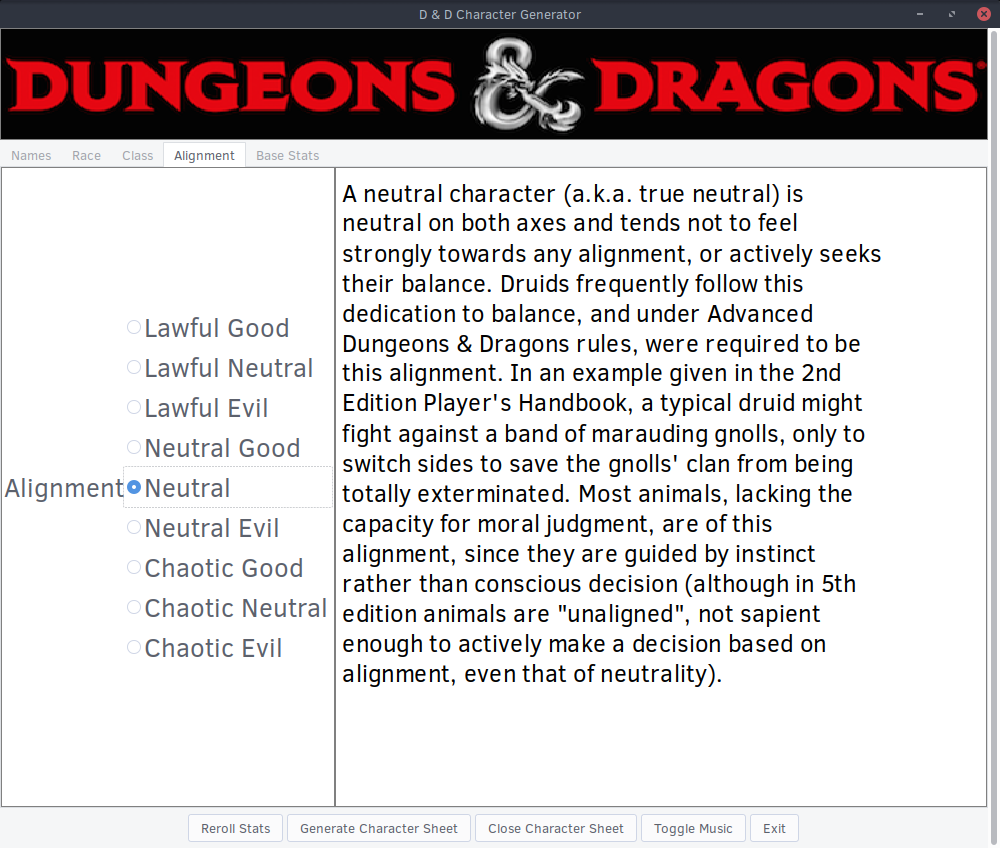 D & D Character Generator
DUNGEONS & DRAGONS
Names Race Class Alignment Base Stats
Alignment
Lawful Good
Lawful Neutral
Lawful Evil
Neutral Good
Neutral
Neutral Evil
Chaotic Good
Chaotic Neutral
Chaotic Evil
A neutral character (a.k.a. true neutral) is
neutral on both axes and tends not to feel
strongly towards any alignment, or actively seeks
their balance. Druids frequently follow this
dedication to balance, and under Advanced
Dungeons & Dragons rules, were required to be
this alignment. In an example given in the 2nd
Edition Player's Handbook, a typical druid might
fight against a band of marauding gnolls, only to
switch sides to save the gnolls' clan from being
totally exterminated. Most animals, lacking the
capacity for moral judgment, are of this
alignment, since they are guided by instinct
rather than conscious decision (although in 5th
edition animals are "unaligned", not sapient
enough to actively make a decision based on
alignment, even that of neutrality).
Reroll Stats Generate Character Sheet Close Character Sheet Toggle Music Exit